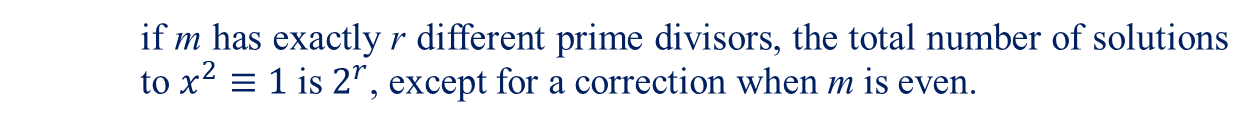 if m has exactly r different prime divisors, the total number of solutions
to x² ≡ 1 is 2ʳ, except for a correction when m is even.